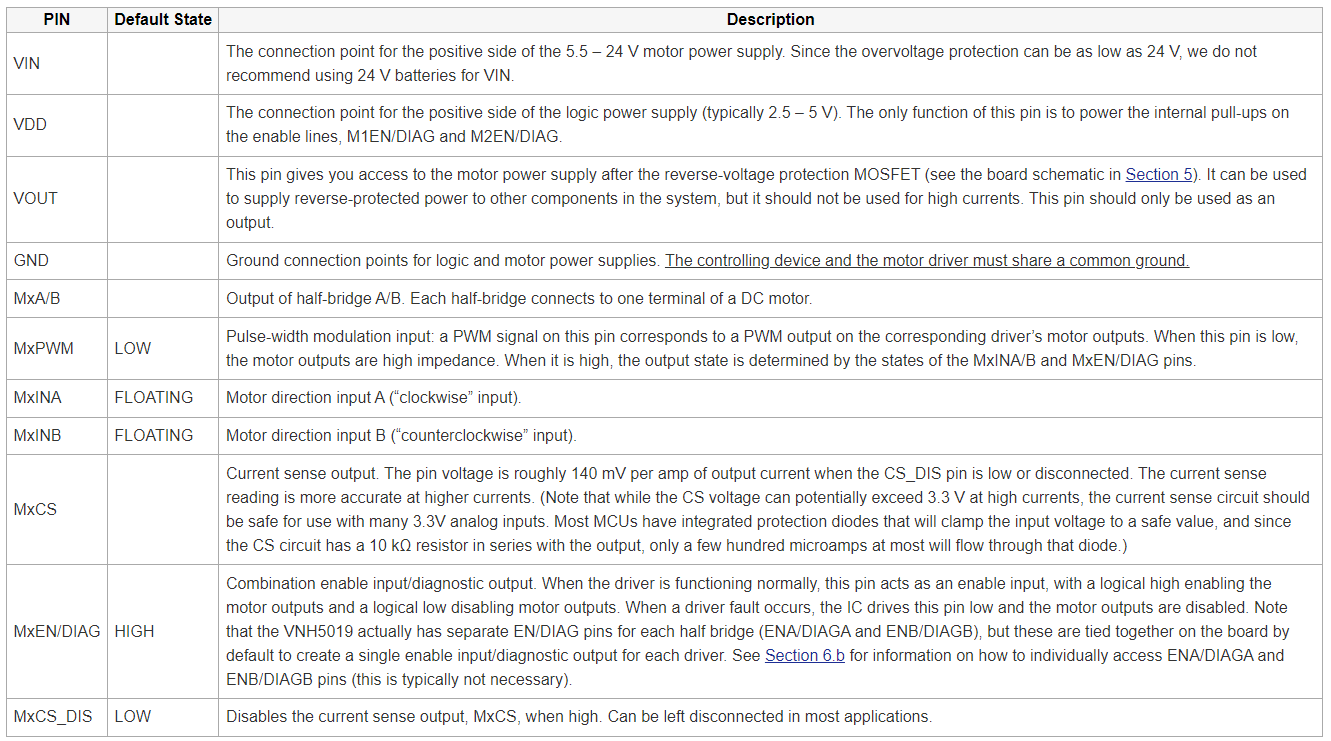 PIN Default State Description
VIN
The connection point for the positive side of the 5.5 – 24 V motor power supply. Since the overvoltage protection can be as low as 24 V, we do not
recommend using 24 V batteries for VIN.
VDD
The connection point for the positive side of the logic power supply (typically 2.5 – 5 V). The only function of this pin is to power the internal pull-ups on
the enable lines, M1EN/DIAG and M2EN/DIAG.
VOUT
This pin gives you access to the motor power supply after the reverse-voltage protection MOSFET (see the board schematic in Section 5). It can be used
to supply reverse-protected power to other components in the system, but it should not be used for high currents. This pin should only be used as an
output.
GND Ground connection points for logic and motor power supplies. The controlling device and the motor driver must share a common ground.
MxA/B Output of half-bridge A/B. Each half-bridge connects to one terminal of a DC motor.
MxPWM LOW
Pulse-width modulation input: a PWM signal on this pin corresponds to a PWM output on the corresponding driver’s motor outputs. When this pin is low,
the motor outputs are high impedance. When it is high, the output state is determined by the states of the MxINA/B and MxEN/DIAG pins.
MxINA FLOATING Motor direction input A (“clockwise” input).
MxINB FLOATING Motor direction input B (“counterclockwise” input).
MxCS
Current sense output. The pin voltage is roughly 140 mV per amp of output current when the CS_DIS pin is low or disconnected. The current sense
reading is more accurate at higher currents. (Note that while the CS voltage can potentially exceed 3.3 V at high currents, the current sense circuit should
be safe for use with many 3.3V analog inputs. Most MCUs have integrated protection diodes that will clamp the input voltage to a safe value, and since
the CS circuit has a 10 kΩ resistor in series with the output, only a few hundred microamps at most will flow through that diode.)
MxEN/DIAG HIGH
Combination enable input/diagnostic output. When the driver is functioning normally, this pin acts as an enable input, with a logical high enabling the
motor outputs and a logical low disabling motor outputs. When a driver fault occurs, the IC drives this pin low and the motor outputs are disabled. Note
that the VNH5019 actually has separate EN/DIAG pins for each half bridge (ENA/DIAGA and ENB/DIAGB), but these are tied together on the board by
default to create a single enable input/diagnostic output for each driver. See Section 6.b for information on how to individually access ENA/DIAGA and
ENB/DIAGB pins (this is typically not necessary).
MxCS_DIS LOW Disables the current sense output, MxCS, when high. Can be left disconnected in most applications.